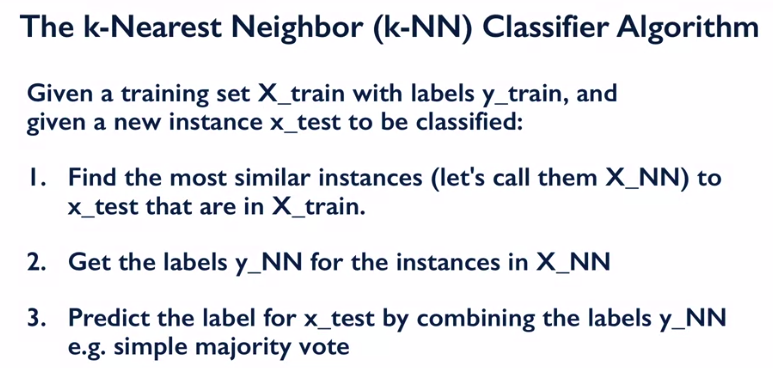 The k-Nearest Neighbor (k-NN) Classifier Algorithm
Given a training set X_train with labels y_train, and
given a new instance x_test to be classified:
1. Find the most similar instances (let's call them X_NN) to
x_test that are in X_train.
2. Get the labels y_NN for the instances in X_NN
3. Predict the label for x_test by combining the labels y_NN
e.g. simple majority vote